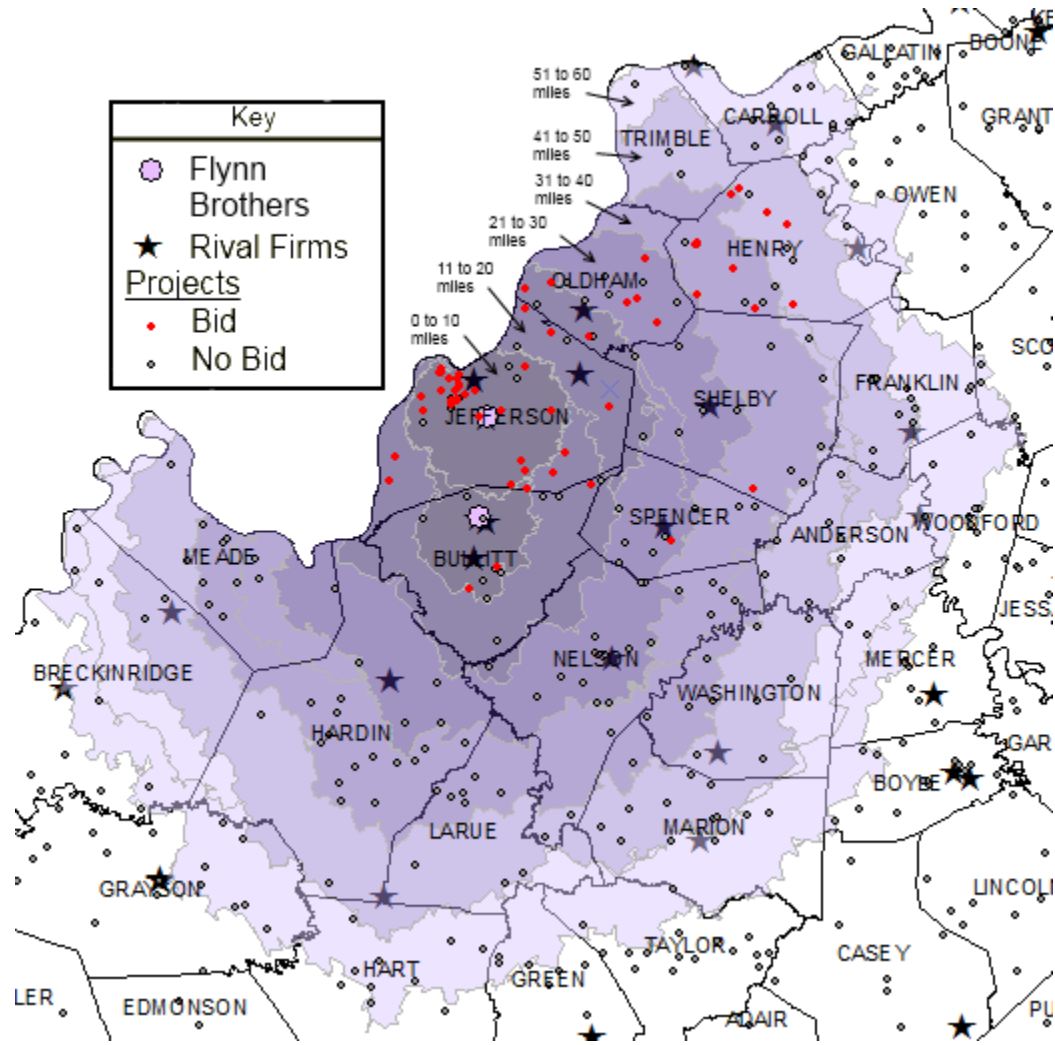 Key
Flynn
Brothers
Rival Firms
Projects
Bid
No Bid
51 to 60
miles
41 to 50
miles
31 to 40
miles
21 to 30
miles
11 to 20
miles
0 to 10
miles
GALLATIN
BOONE
CARROLL
GRANT
TRIMBLE
OWEN
HENRY
OLDHAM
FRANKLIN
SHELBY
JEFFERSON
SPENCER
WOODFORD
ANDERSON
MEADE
BULLITT
NELSON
MERCER
BRECKINRIDGE
WASHINGTON
HARDIN
BOYLE
LARUE
MARION
GRAYSON
LINCOLN
TAYLOR
CASEY
HART
GREEN
EDMONSON
ADAIR
LER
SCO
JESSA
GAR
PU